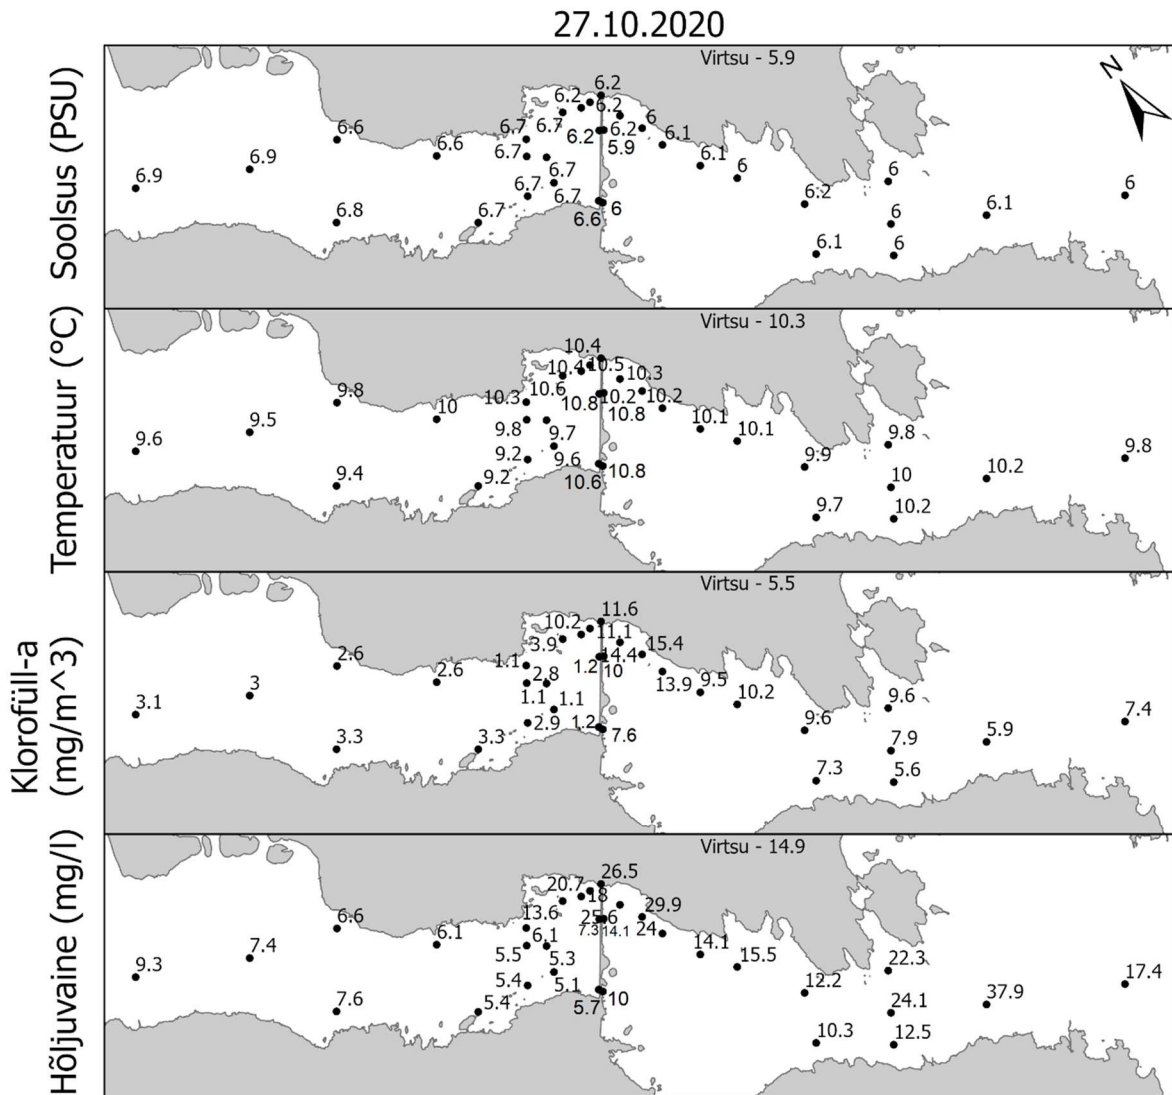 27.10.2020
Soolsus (PSU)
Virtsu - 5.9
N
6.2
6.2 6.2
6.6 6.7 6.7 6.2 6.2 6
5.9 6.1
6.9 6.9 6.6 6.7 6.7 6.1 6 6
6.7 6.7 6.2 6
6.8 6.7 6.6 6 6 6.1
6.1 6
Temperatuur (°C)
Virtsu - 10.3
10.4
10.4 10.5 10.3
9.8 10.3 10.6 10.8 10.2 10.2
10 10.8 10.1
9.5 9.8 9.7 10.1 9.8
9.6 9.2 9.6 10.8 9.9 9.8
9.4 9.2 10.6 10 10.2
9.7 10.2
Klorofüll-a
(mg/m^3)
Virtsu - 5.5
11.6
10.2 11.1
3.9 15.4
2.6 1.1 1.2 14.4
2.6 2.8 10 13.9 9.5
3 1.1 1.1 10.2 9.6
3.1 2.9 1.2 7.6 9.6 7.4
3.3 3.3 7.9 5.9
7.3 5.6
Hõljuvaine (mg/l)
Virtsu - 14.9
26.5
20.7 18
13.6 25.6 29.9
6.6 6.1 6.1 7.3 14.1 24
7.4 5.5 5.3 14.1 15.5 22.3
9.3 5.4 5.1 12.2 17.4
7.6 5.4 5.7 10 24.1 37.9
10.3 12.5